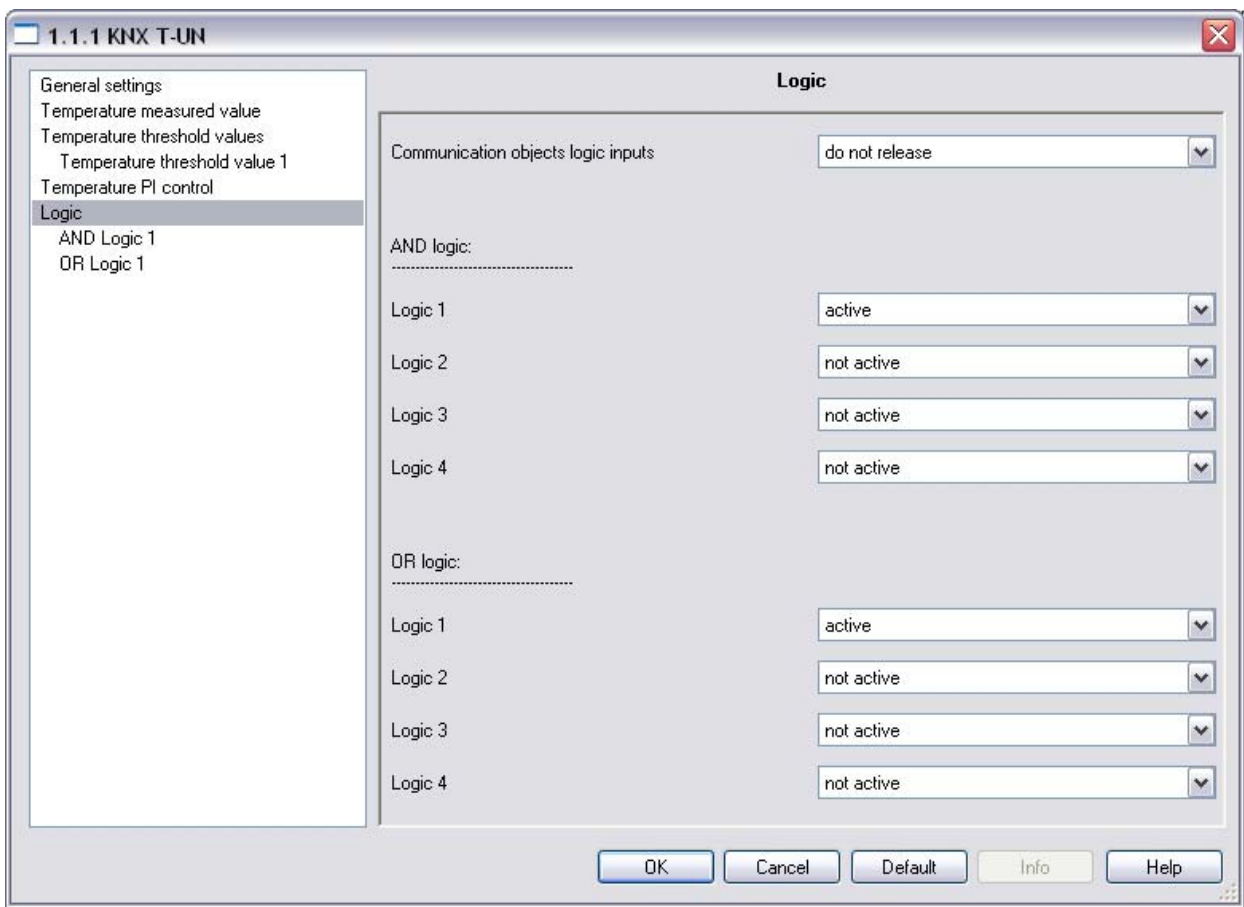 1.1.1 KNX T-UN
General settings
Temperature measured value
Temperature threshold values
Temperature threshold value 1
Temperature PI control
Logic
AND Logic 1
OR Logic 1
Logic
Communication objects logic inputs do not release
AND logic:
-----------------------------------
Logic 1 active
Logic 2 not active
Logic 3 not active
Logic 4 not active
OR logic:
-----------------------------------
Logic 1 active
Logic 2 not active
Logic 3 not active
Logic 4 not active
OK Cancel Default Info Help